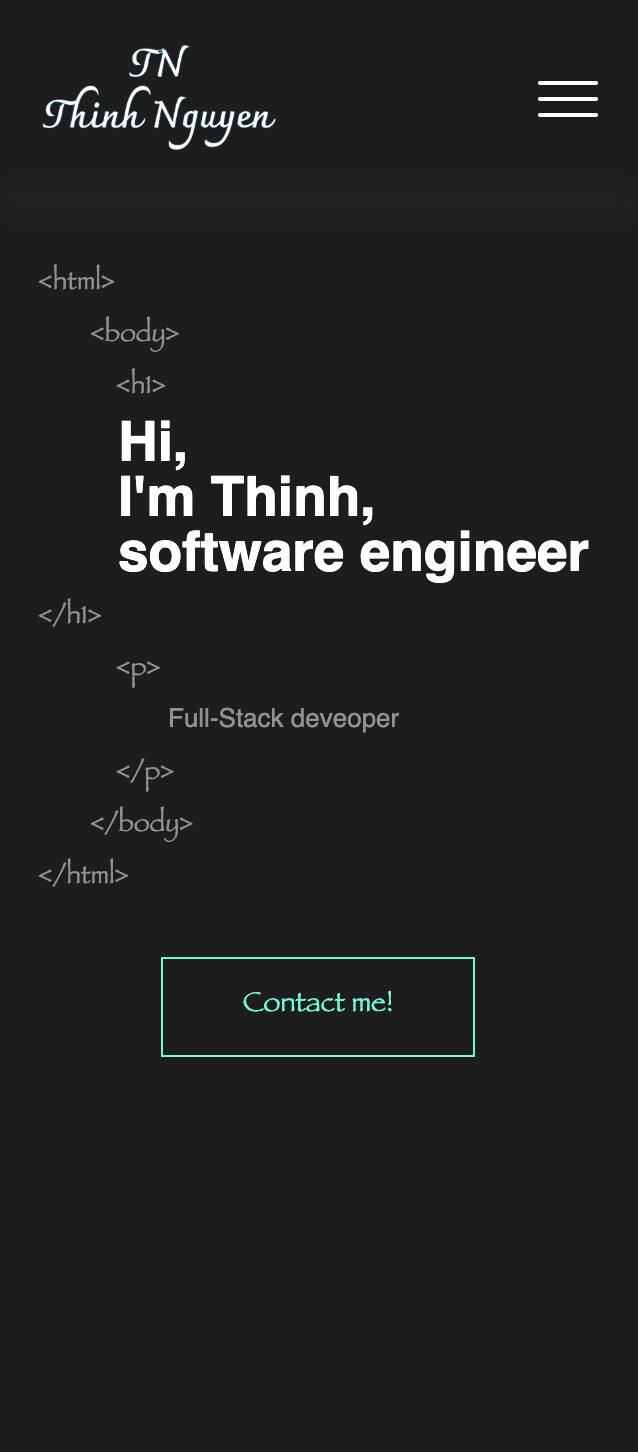 TN
Thinh Nguyen
<html>
<body>
<h1>
Hi,
I'm Thinh,
software engineer
</h1>
<p>
Full-Stack deveoper
</p>
</body>
</html>
Contact me!